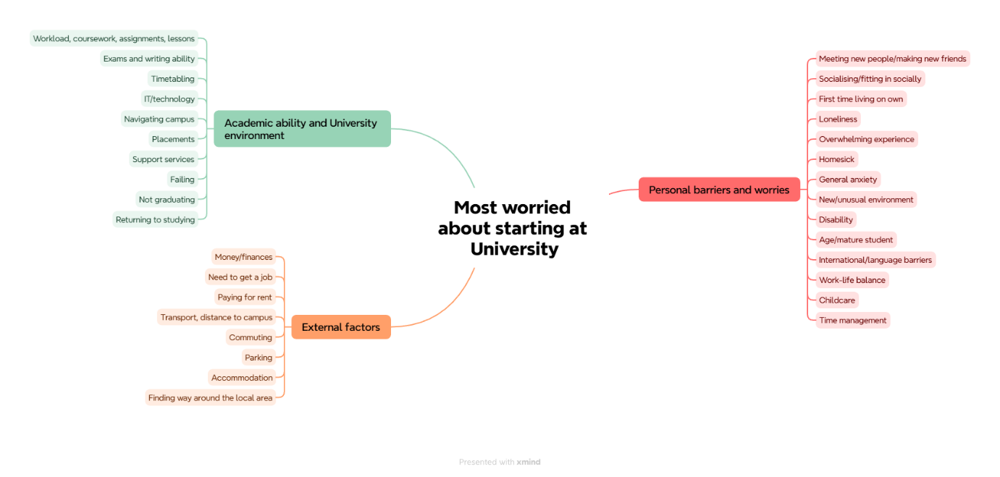 Most worried
about starting at
University
Academic ability and University
environment
Workload, coursework, assignments, lessons
Exams and writing ability
Timetabling
IT/technology
Navigating campus
Placements
Support services
Failing
Not graduating
Returning to studying
External factors
Money/finances
Need to get a job
Paying for rent
Transport, distance to campus
Commuting
Parking
Accommodation
Finding way around the local area
Personal barriers and worries
Meeting new people/making new friends
Socialising/fitting in socially
First time living on own
Loneliness
Overwhelming experience
Homesick
General anxiety
New/unusual environment
Disability
Age/mature student
International/language barriers
Work-life balance
Childcare
Time management
Presented with xmind